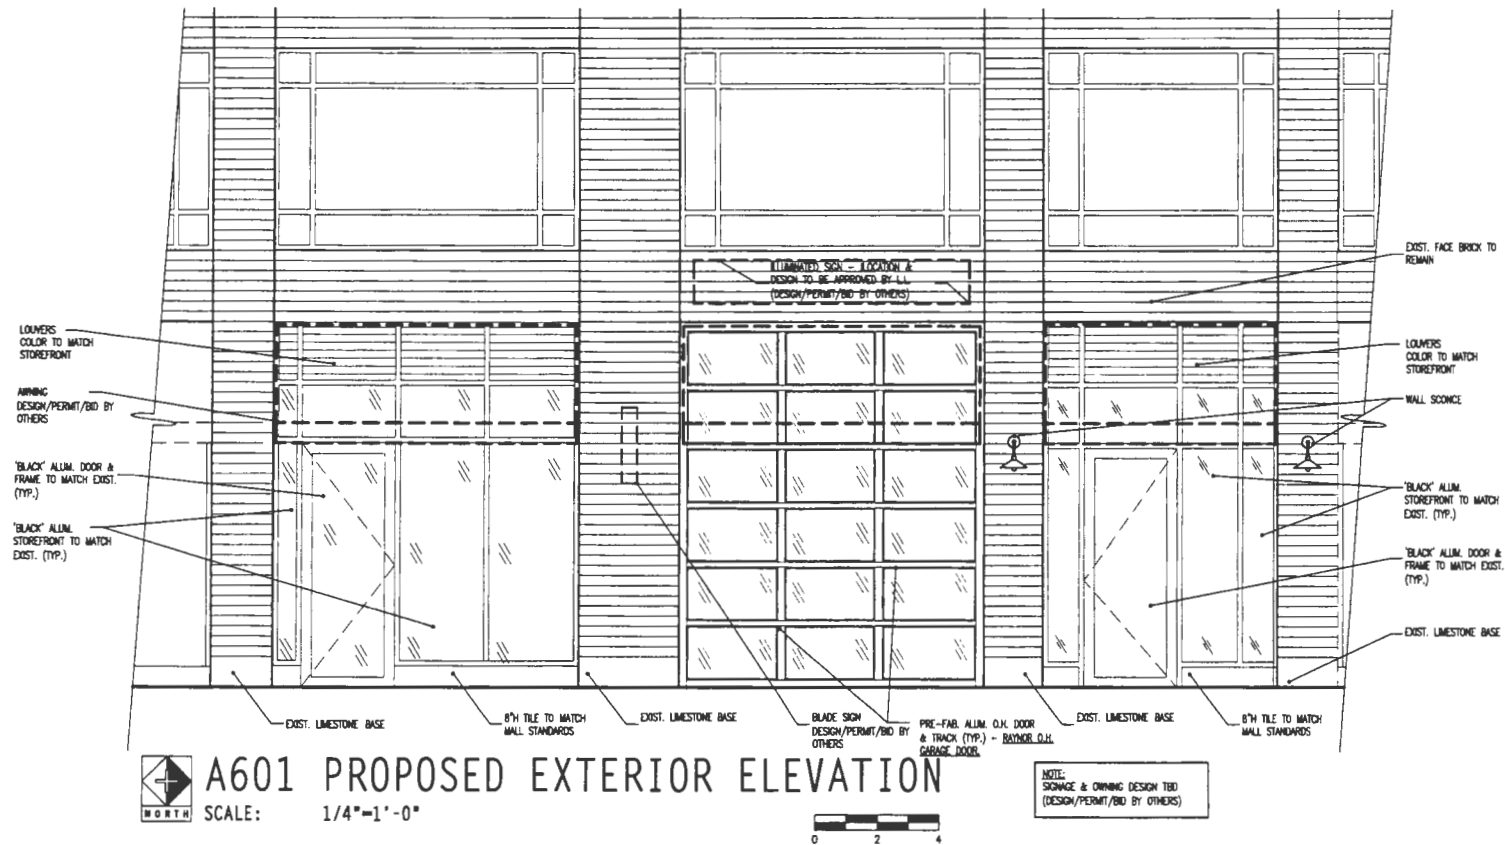 ILLUMINATED SIGN - LOCATION &
DESIGN TO BE APPROVED BY L.L.
(DESIGN/PERMIT/BID BY OTHERS)
LOUVERS
COLOR TO MATCH
STOREFRONT
AWNING
DESIGN/PERMIT/BID BY
OTHERS
'BLACK' ALUM. DOOR &
FRAME TO MATCH EXIST.
(TYP.)
'BLACK' ALUM.
STOREFRONT TO MATCH
EXIST. (TYP.)
EXIST. FACE BRICK TO
REMAIN
LOUVERS
COLOR TO MATCH
STOREFRONT
WALL SCONCE
'BLACK' ALUM.
STOREFRONT TO MATCH
EXIST. (TYP.)
'BLACK' ALUM. DOOR &
FRAME TO MATCH EXIST.
(TYP.)
EXIST. LIMESTONE BASE
EXIST. LIMESTONE BASE
8"H TILE TO MATCH
MALL STANDARDS
EXIST. LIMESTONE BASE
BLADE SIGN
DESIGN/PERMIT/BID BY
OTHERS
PRE-FAB. ALUM. O.H. DOOR
& TRACK (TYP.) - RAYNOR O.H.
GARAGE DOOR.
EXIST. LIMESTONE BASE
8"H TILE TO MATCH
MALL STANDARDS
NORTH
A601 PROPOSED EXTERIOR ELEVATION
SCALE: 1/4"=1'-0"
0 2 4
NOTE:
SIGNAGE & OWNING DESIGN TBD
(DESIGN/PERMIT/BID BY OTHERS)